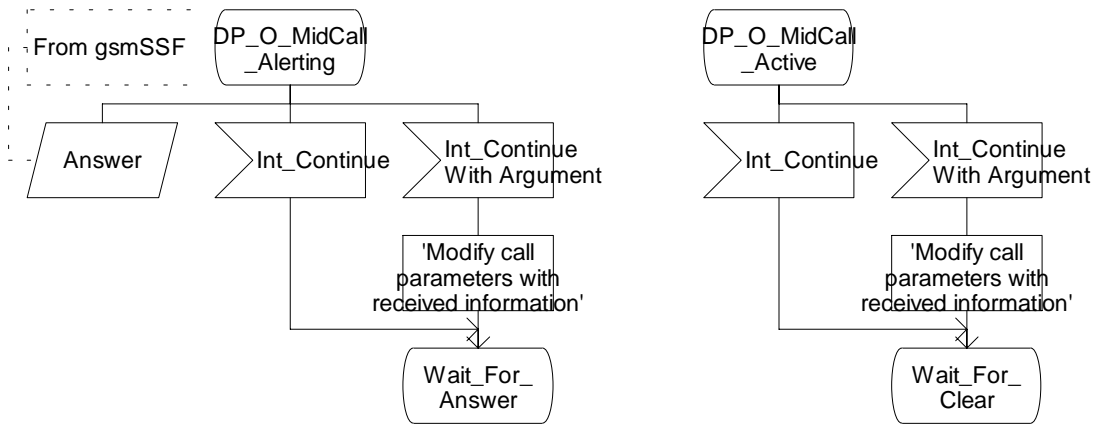 From gsmSSF
DP_O_MidCall
_Alerting
Answer
Int_Continue
Int_Continue
With Argument
'Modify call
parameters with
received information'
Wait_For_
Answer
DP_O_MidCall
_Active
Int_Continue
Int_Continue
With Argument
'Modify call
parameters with
received information'
Wait_For_
Clear